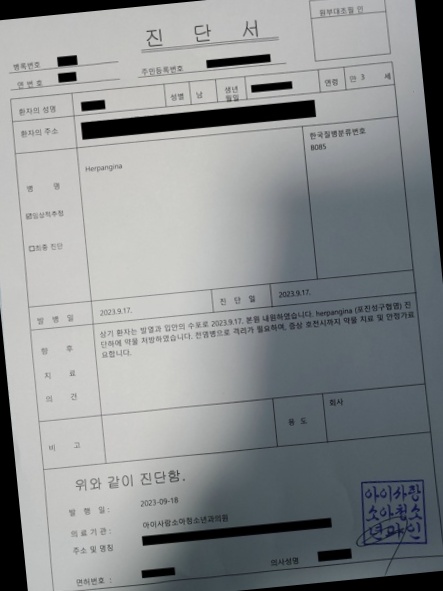 진 단 서
원부대조필 인
병록번호
연 번 호
주민등록번호
환자의 성명 성별 남 생년월일 연령 만 3 세
환자의 주소
병 명
Herpangina
한국질병분류번호
B085
☑임상적추정
□최종 진단
발 병 일 2023.9.17. 진 단 일 2023.9.17.
향 후 치 료 의 견
상기 환자는 발열과 입안의 수포로 2023.9.17. 본원 내원하였습니다. herpangina (포진성구협염) 진
단하에 약물 처방하였습니다. 전염병으로 격리가 필요하며, 증상 호전시까지 약물 치료 및 안정가료
요합니다.
비 고
용 도 회사
위와 같이 진단함.
발 행 일 : 2023-09-18
의료기관 : 아이사랑소아청소년과의원
주소 및 명칭
면허번호 :
의사성명
아이사랑
소아청소
년과인